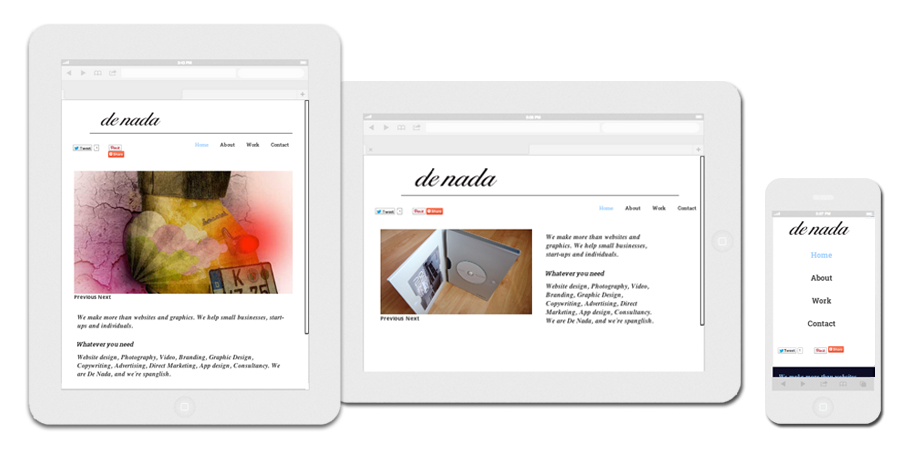 de nada
Tweet
Pin it
Share
Home About Work Contact
Previous Next
We make more than websites and graphics. We help small businesses, start-
ups and individuals.
Whatever you need
Website design, Photography, Video, Branding, Graphic Design,
Copywriting, Advertising, Direct Marketing, App design, Consultancy. We
are De Nada, and we're spanglish.
de nada
Tweet
Pin it
Share
Home About Work Contact
We make more than websites and
graphics. We help small businesses,
start-ups and individuals.
Whatever you need
Website design, Photography, Video,
Branding, Graphic Design,
Copywriting, Advertising, Direct
Marketing, App design, Consultancy.
We are De Nada, and we're spanglish.
Previous Next
de nada
Home
About
Work
Contact
Tweet
Pin it
Share
We make more than websites